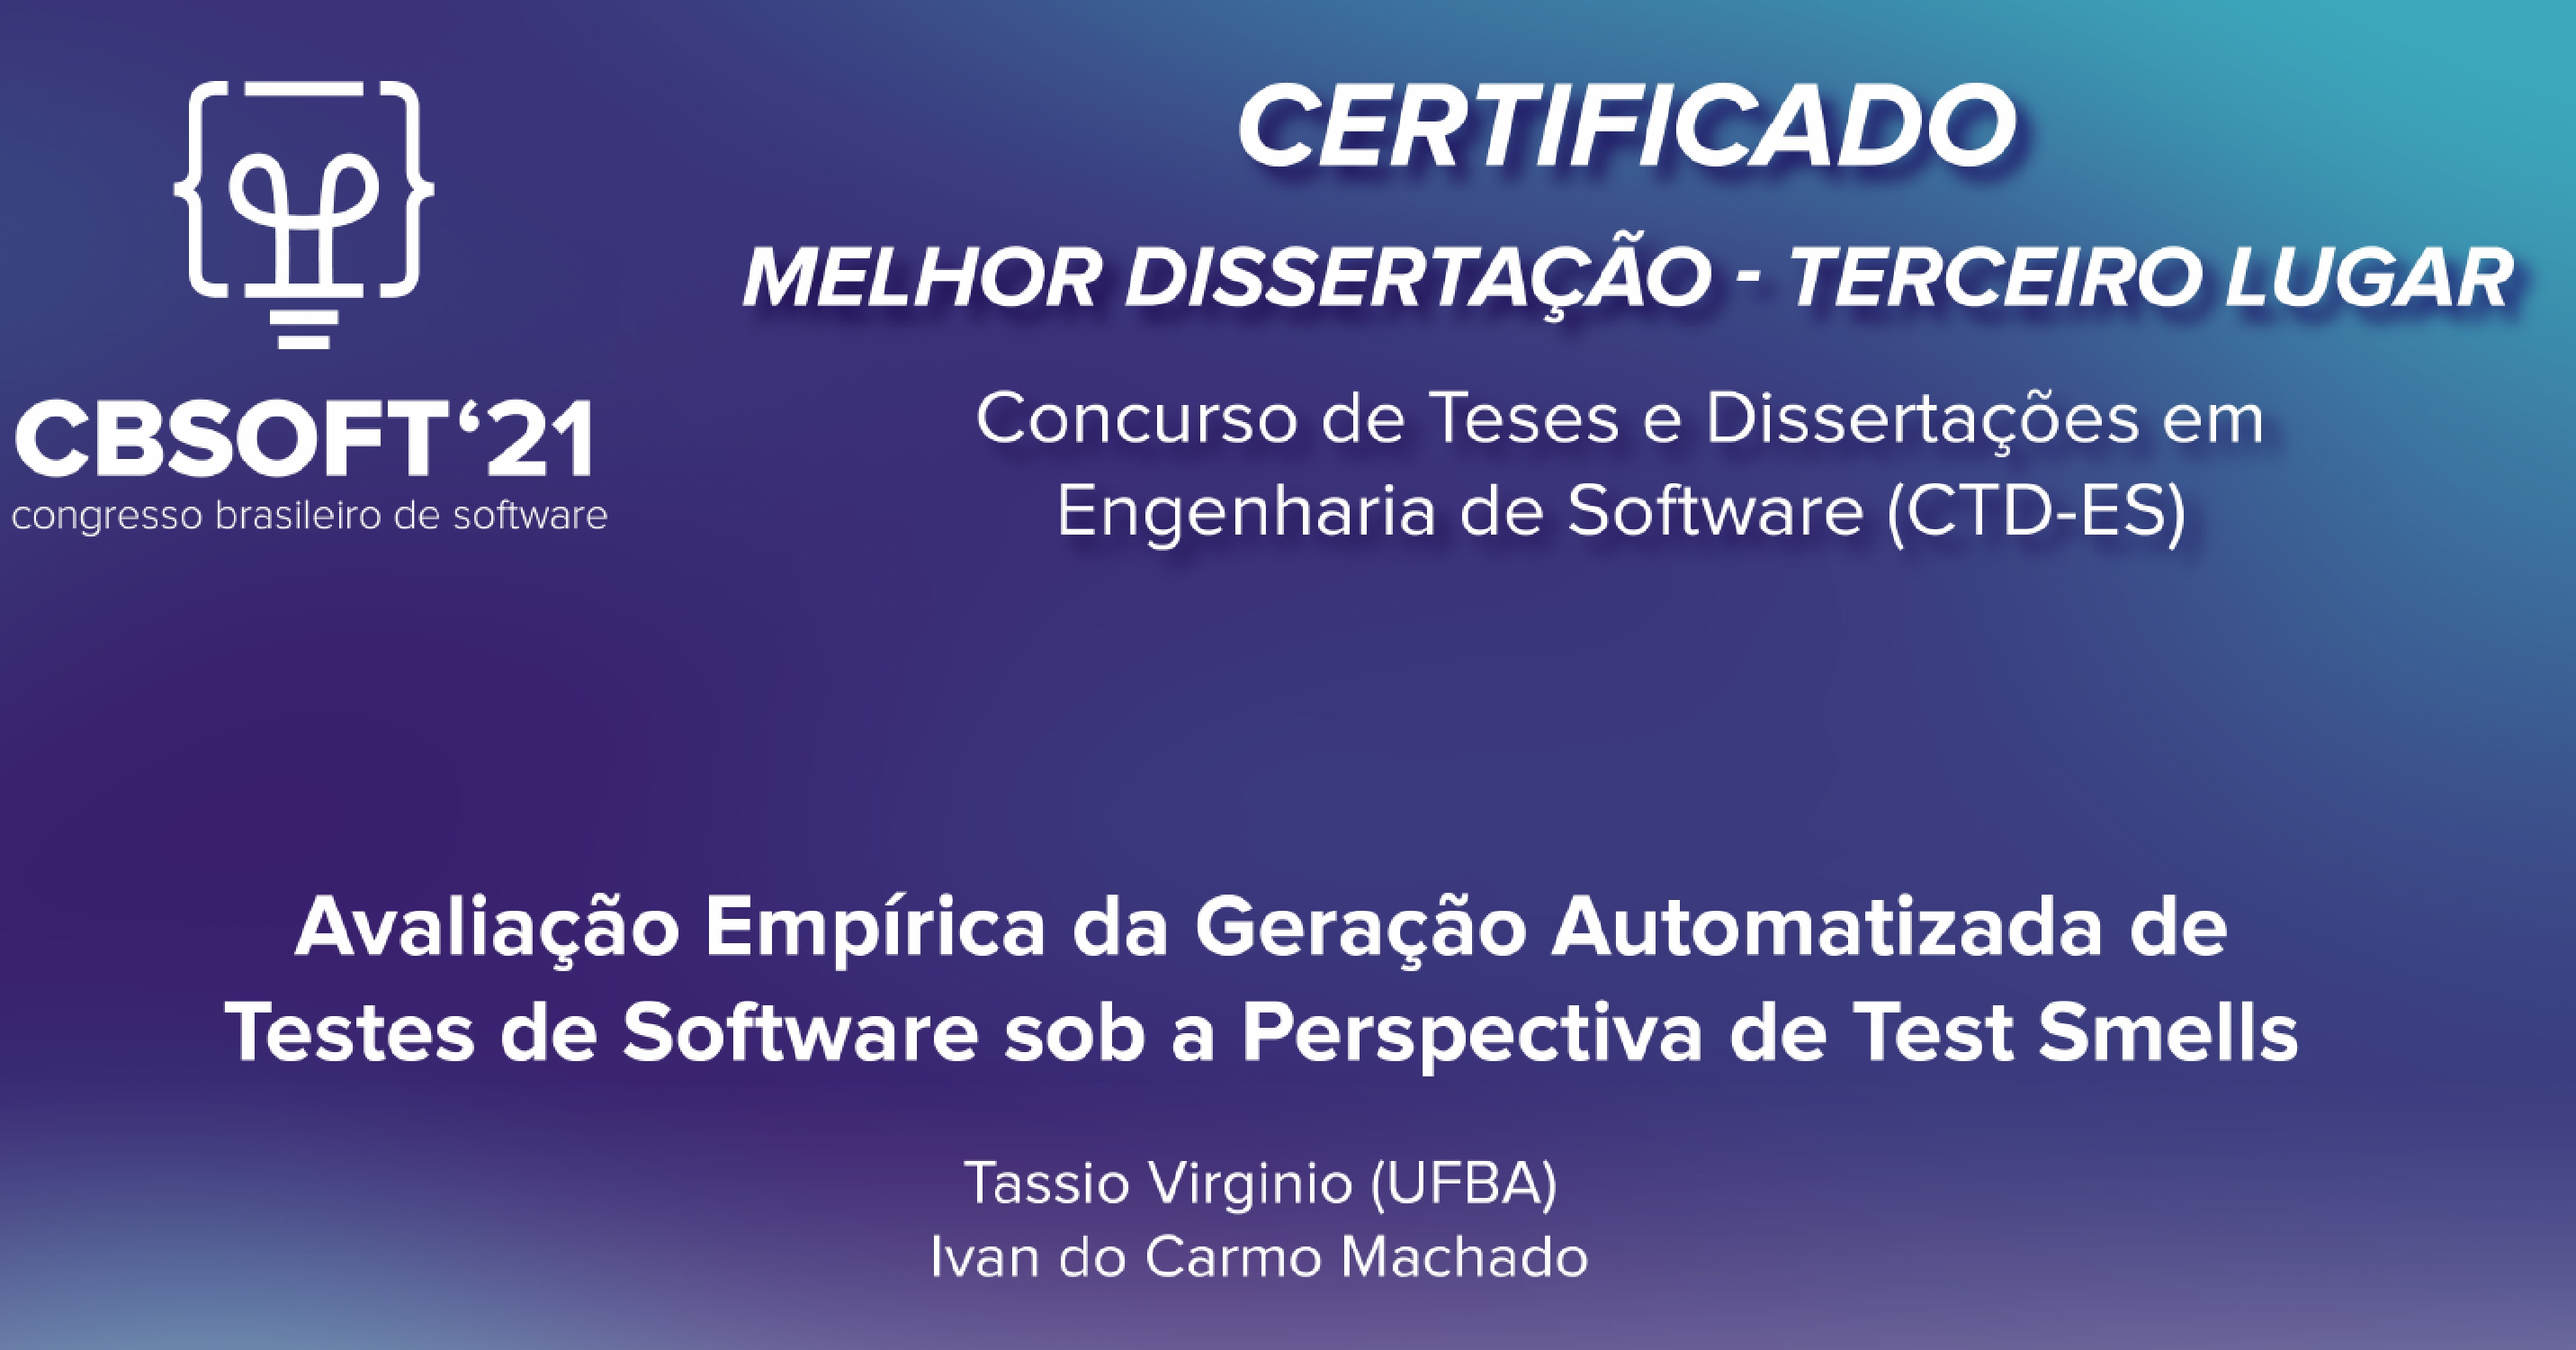 CBSOFT‘21
congresso brasileiro de software
CERTIFICADO
MELHOR DISSERTAÇÃO - TERCEIRO LUGAR
Concurso de Teses e Dissertações em
Engenharia de Software (CTD-ES)
Avaliação Empírica da Geração Automatizada de
Testes de Software sob a Perspectiva de Test Smells
Tassio Virginio (UFBA)
Ivan do Carmo Machado